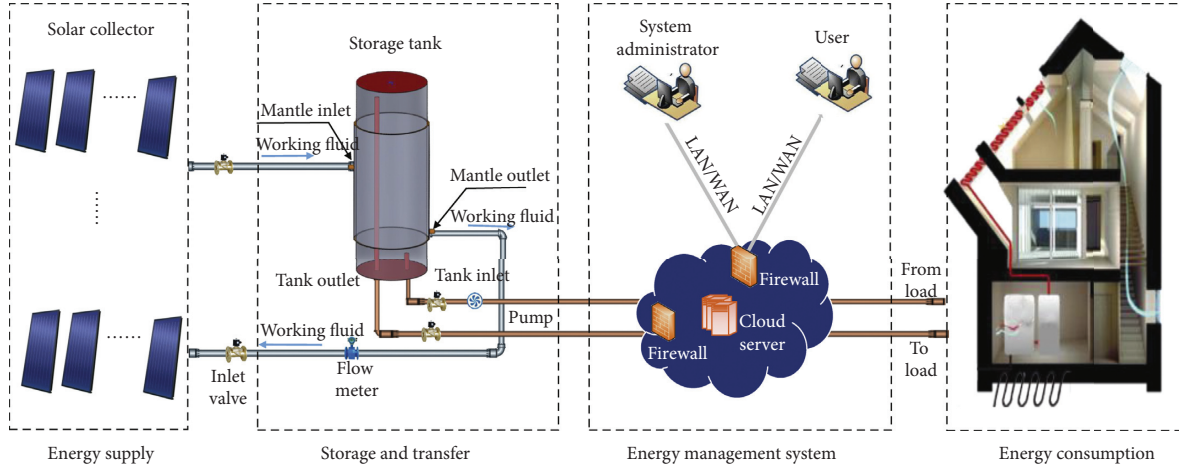 Solar collector
Storage tank
Mantle inlet
Working fluid
Mantle outlet
Working fluid
Tank outlet
Tank inlet
Pump
Working fluid
Inlet
valve
Flow
meter
System
administrator
User
LAN/WAN
LAN/WAN
Firewall
Cloud
server
Firewall
From
load
To
load
Energy supply
Storage and transfer
Energy management system
Energy consumption